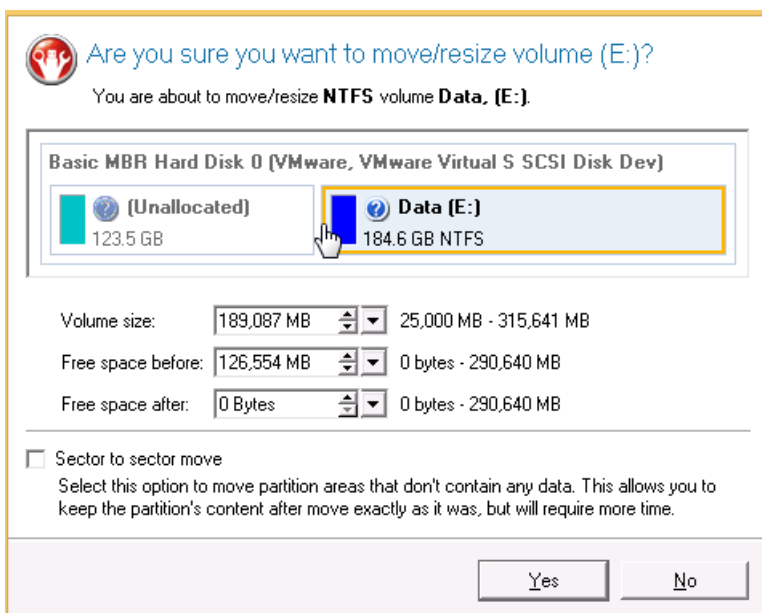 Are you sure you want to move/resize volume (E:)?
You are about to move/resize NTFS volume Data, (E:).
Basic MBR Hard Disk 0 (VMware, VMware Virtual S SCSI Disk Dev)
(Unallocated)
123.5 GB
Data (E:)
184.6 GB NTFS
Volume size: 189,087 MB 25,000 MB - 315,641 MB
Free space before: 126,554 MB 0 bytes - 290,640 MB
Free space after: 0 Bytes 0 bytes - 290,640 MB
Sector to sector move
Select this option to move partition areas that don't contain any data. This allows you to
keep the partition's content after move exactly as it was, but will require more time.
Yes No